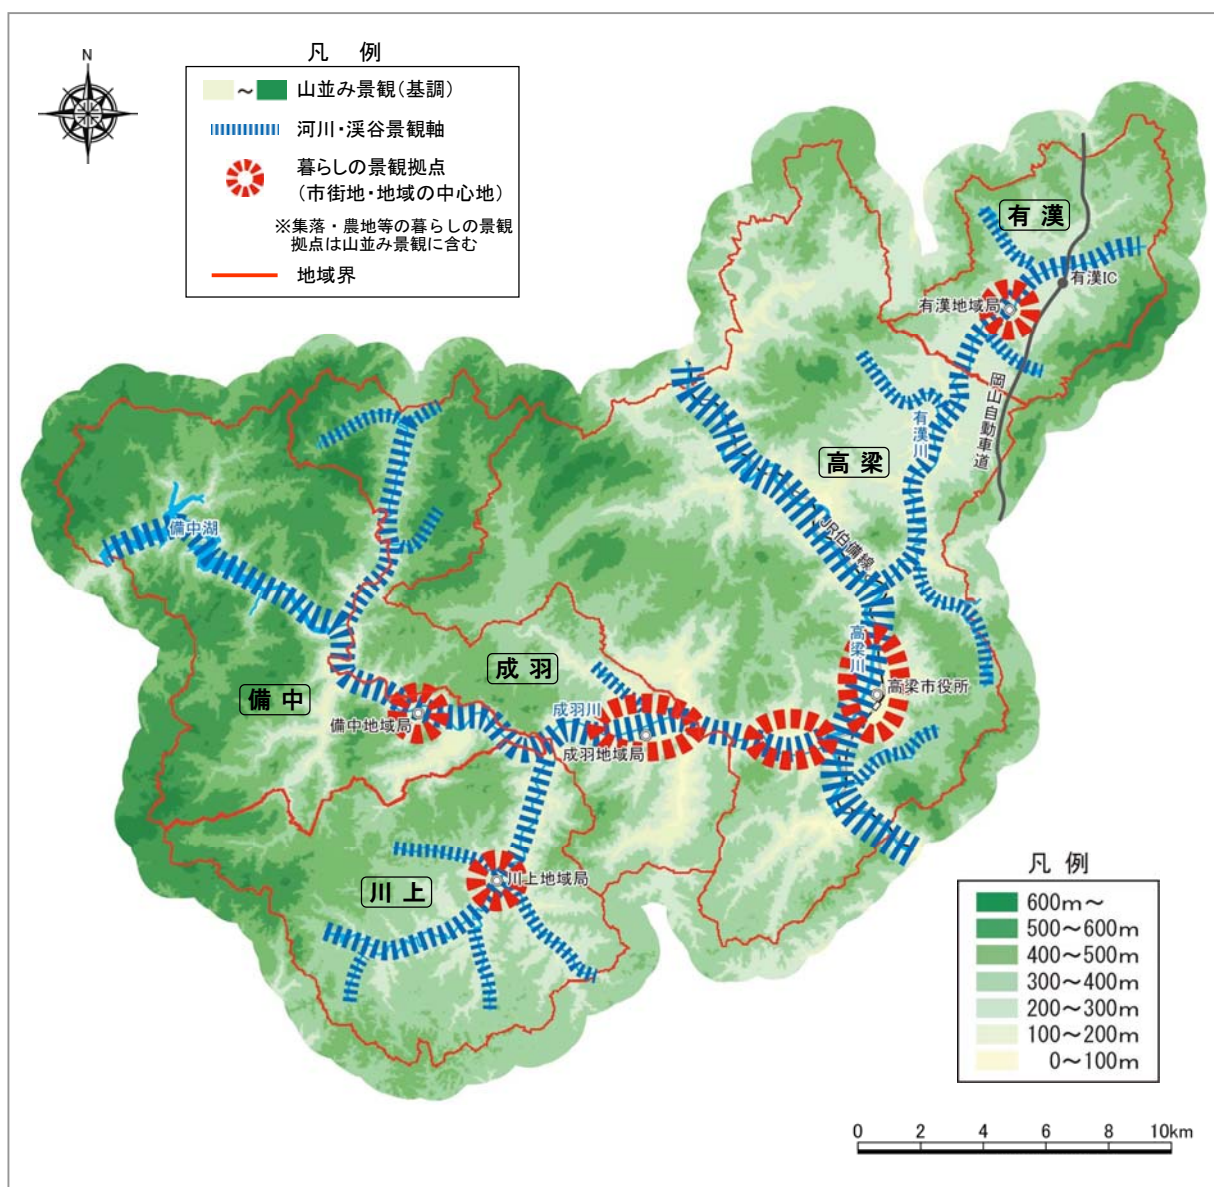 N
凡 例
～ 山並み景観(基調)
河川・渓谷景観軸
暮らしの景観拠点
(市街地・地域の中心地)
※集落・農地等の暮らしの景観
拠点は山並み景観に含む
地域界
有漢
有漢IC
有漢地域局
岡山自動車道
有漢川
高梁
JR伯備線
備中湖
高梁川
成羽
高梁市役所
備中
成羽川
備中地域局
成羽地域局
川上地域局
川上
凡 例
600m～
500～600m
400～500m
300～400m
200～300m
100～200m
0～100m
0 2 4 6 8 10km